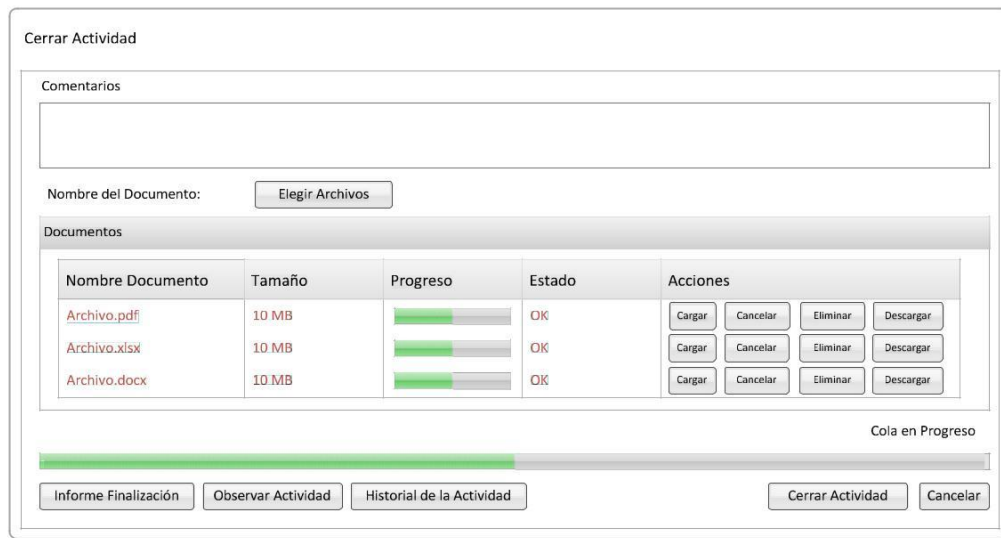 Cerrar Actividad
Comentarios
Nombre del Documento: Elegir Archivos
Documentos
Nombre Documento Tamaño Progreso Estado Acciones
Archivo.pdf 10 MB OK Cargar Cancelar Eliminar Descargar
Archivo.xlsx 10 MB OK Cargar Cancelar Eliminar Descargar
Archivo.docx 10 MB OK Cargar Cancelar Eliminar Descargar
Cola en Progreso
Informe Finalización Observar Actividad Historial de la Actividad Cerrar Actividad Cancelar